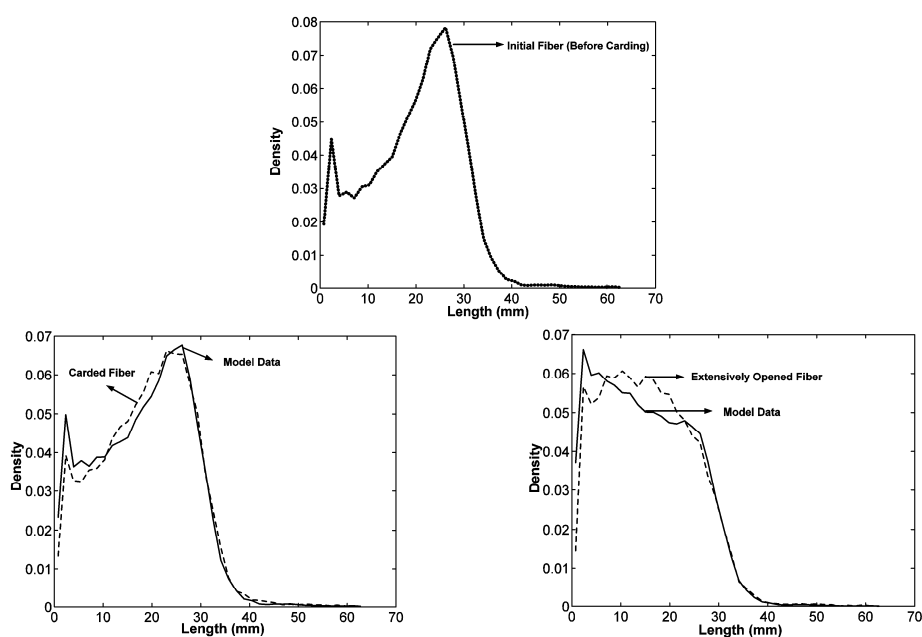 0.08
0.07
0.06
0.05
0.04
0.03
0.02
0.01
0
Density
Initial Fiber (Before Carding)
0 10 20 30 40 50 60 70
Length (mm)
0.07
0.06
0.05
0.04
0.03
0.02
0.01
0
Density
Carded Fiber
Model Data
0 10 20 30 40 50 60 70
Length (mm)
0.07
0.06
0.05
0.04
0.03
0.02
0.01
0
Density
Extensively Opened Fiber
Model Data
0 10 20 30 40 50 60 70
Length (mm)